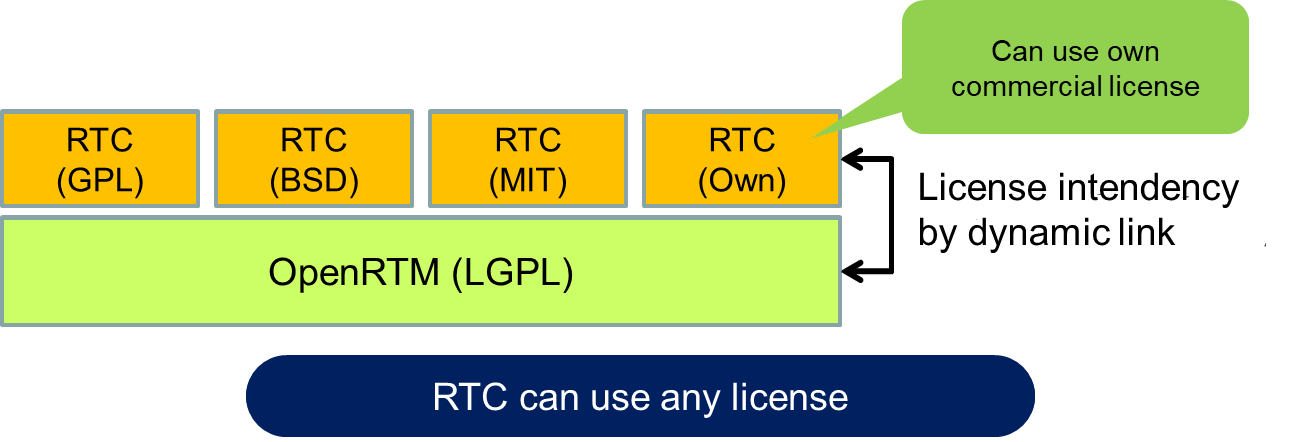 Can use own
commercial license
RTC
(GPL)
RTC
(BSD)
RTC
(MIT)
RTC
(Own)
License intendency
by dynamic link
OpenRTM (LGPL)
RTC can use any license